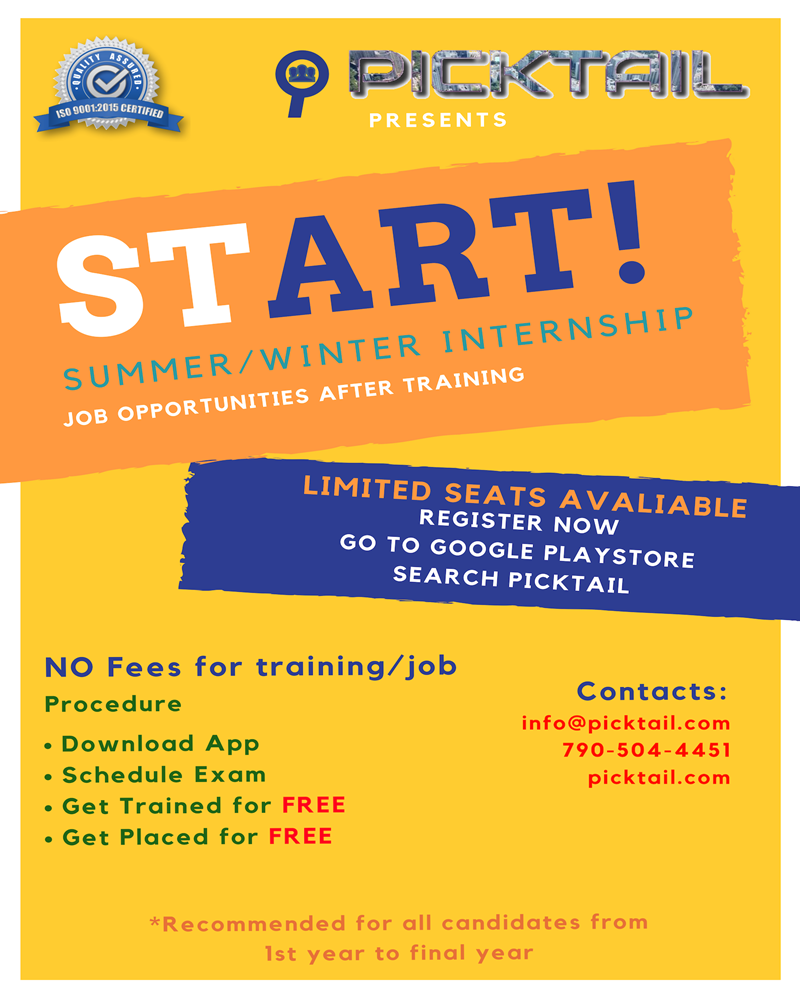 QUALITY ASSURED
ISO 9001:2015 CERTIFIED
PICKTAIL
PRESENTS
START!
SUMMER/WINTER INTERNSHIP
JOB OPPORTUNITIES AFTER TRAINING
LIMITED SEATS AVALIABLE
REGISTER NOW
GO TO GOOGLE PLAYSTORE
SEARCH PICKTAIL
NO Fees for training/job
Procedure
• Download App
• Schedule Exam
• Get Trained for FREE
• Get Placed for FREE
Contacts:
info@picktail.com
790-504-4451
picktail.com
*Recommended for all candidates from
1st year to final year